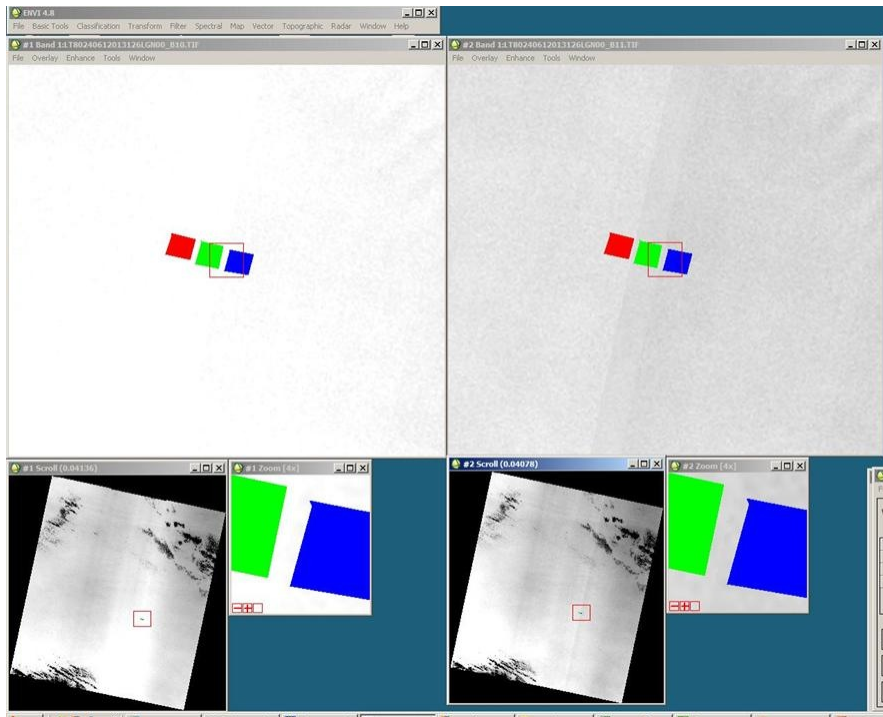 ENVI 4.8
File Basic Tools Classification Transform Filter Spectral Map Vector Topographic Radar Window Help
#1 Band 1:LT80240612013126LGN00_B10.TIF
File Overlay Enhance Tools Window
#2 Band 1:LT80240612013126LGN00_B11.TIF
File Overlay Enhance Tools Window
#1 Scroll (0.04136)
#1 Zoom [4x]
#2 Scroll (0.04078)
#2 Zoom [4x]